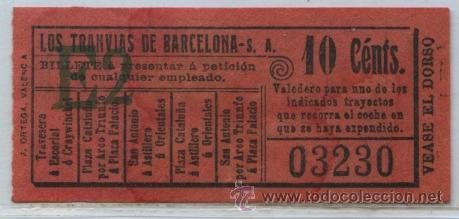 LOS TRANVIAS DE BARCELONA-S. A.
BILLETE á presentar á petición
de cualquier empleado.
E2
Travesera
á Escorial
ó Craywinckel
Plaza Cataluña
por Arco Triunfo
á Plaza Palacio
San Antonio
á Astillero
ó Orientales
Plaza Cataluña
á Astillero
ó Orientales
San Antonio
por Arco Triunfo
á Plaza Palacio
10 Cénts.
Valedero para uno de los
indicados trayectos
que recorra el coche en
que se haya expendido.
03230
VEASE EL DORSO
J. ORTEGA, VALENCIA
todocoleccion.net